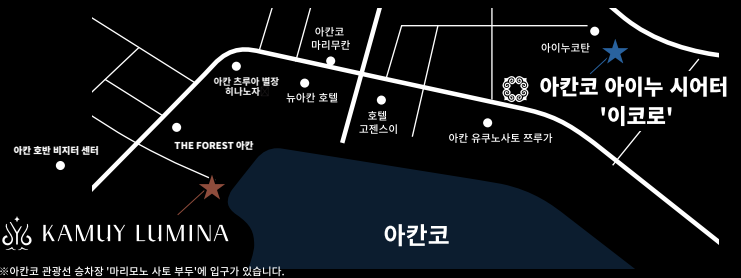 아칸코
마리무칸
아이누코탄
아칸 츠루아 별장
히나노자
뉴아칸 호텔
아칸코 아이누 시어터
'이코로'
호텔
고젠스이
아칸 유쿠노사토 쯔루가
THE FOREST 아칸
아칸 호반 비지터 센터
KAMUY LUMINA
아칸코
※아칸코 관광선 승차장 '마리모노 사토 부두'에 입구가 있습니다.